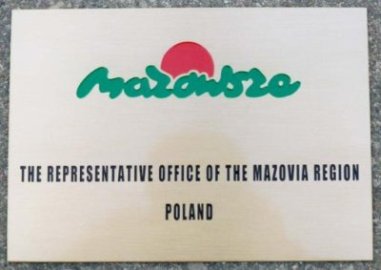 mazowsze
THE REPRESENTATIVE OFFICE OF THE MAZOVIA REGION
POLAND